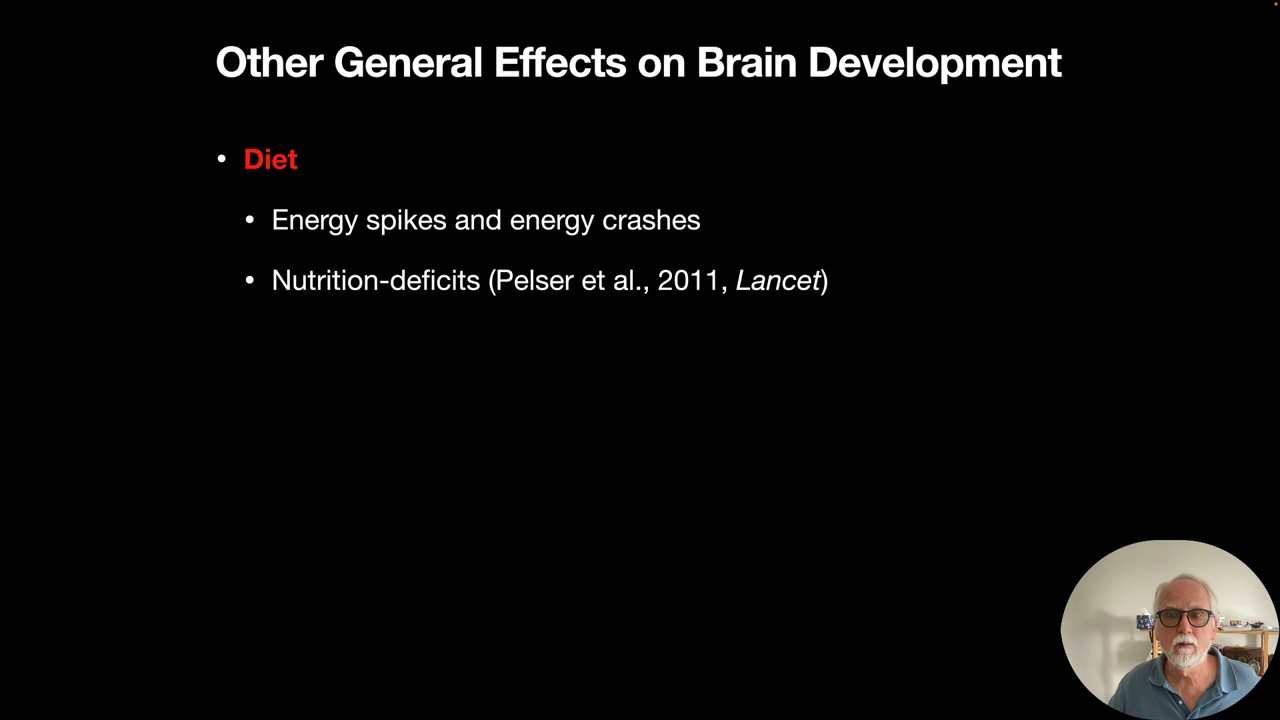 Other General Effects on Brain Development
• Diet
• Energy spikes and energy crashes
• Nutrition-deficits (Pelser et al., 2011, Lancet)